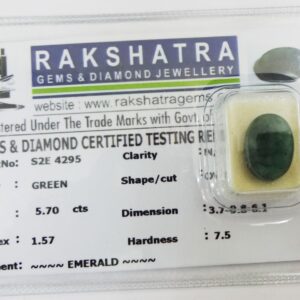 RAKSHATRA
GEMS & DIAMOND JEWELLERY
website : www.rakshatragems
tered Under The Trade Marks with Govt.
S & DIAMOND CERTIFIED TESTING RE
No: S2E 4295 Clarity
GREEN Shape/cut
5.70 cts Dimension
ex : 1.57 Hardness : 7.5
ent: ~~~~ EMERALD ~~~~